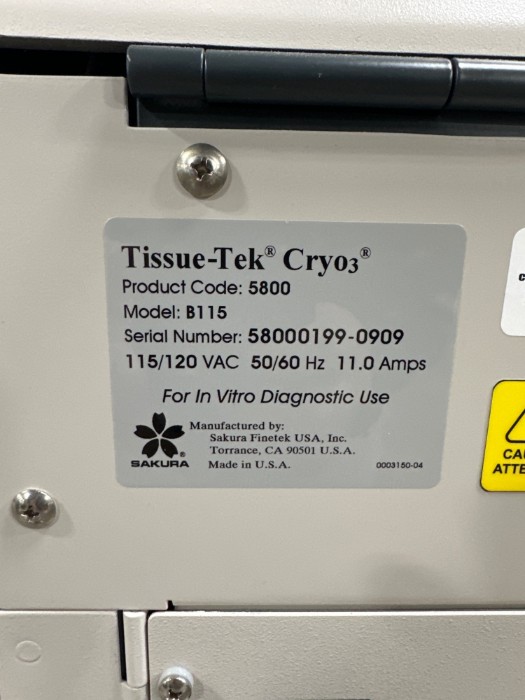 Tissue-Tek® Cryo3®
Product Code: 5800
Model: B115
Serial Number: 58000199-0909
115/120 VAC 50/60 Hz 11.0 Amps
For In Vitro Diagnostic Use
Manufactured by:
Sakura Finetek USA, Inc.
Torrance, CA 90501 U.S.A.
SAKURA® Made in U.S.A. 0003150-04